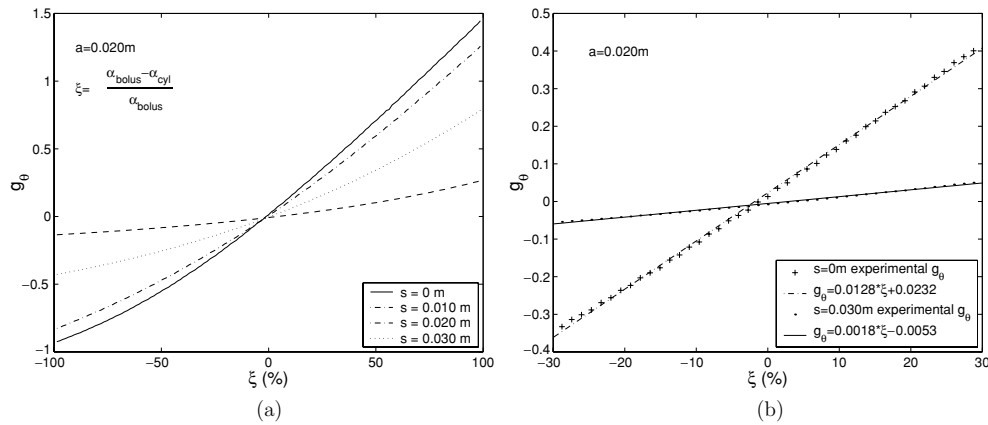 1.5
a=0.020m
1
ξ= α_bolus−α_cyl
α_bolus
0.5
g_θ
0
−0.5
−1
−100
−50
0
50
100
ξ (%)
s = 0 m
s = 0.010 m
s = 0.020 m
s = 0.030 m
(a)
0.5
a=0.020m
0.4
0.3
0.2
0.1
g_θ
0
−0.1
−0.2
−0.3
−0.4
−30
−20
−10
0
10
20
30
ξ (%)
s=0m experimental g_θ
g_θ=0.0128*ξ+0.0232
s=0.030m experimental g_θ
g_θ=0.0018*ξ−0.0053
(b)